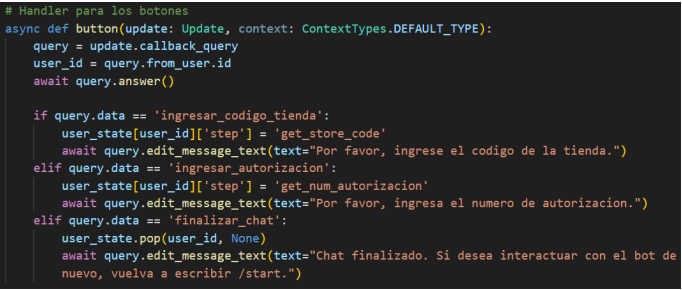 # Handler para los botones
async def button(update: Update, context: ContextTypes.DEFAULT_TYPE):
    query = update.callback_query
    user_id = query.from_user.id
    await query.answer()

    if query.data == 'ingresar_codigo_tienda':
        user_state[user_id]['step'] = 'get_store_code'
        await query.edit_message_text(text="Por favor, ingrese el codigo de la tienda.")
    elif query.data == 'ingresar_autorizacion':
        user_state[user_id]['step'] = 'get_num_autorizacion'
        await query.edit_message_text(text="Por favor, ingresa el numero de autorizacion.")
    elif query.data == 'finalizar_chat':
        user_state.pop(user_id, None)
        await query.edit_message_text(text="Chat finalizado. Si desea interactuar con el bot de
        nuevo, vuelva a escribir /start.")